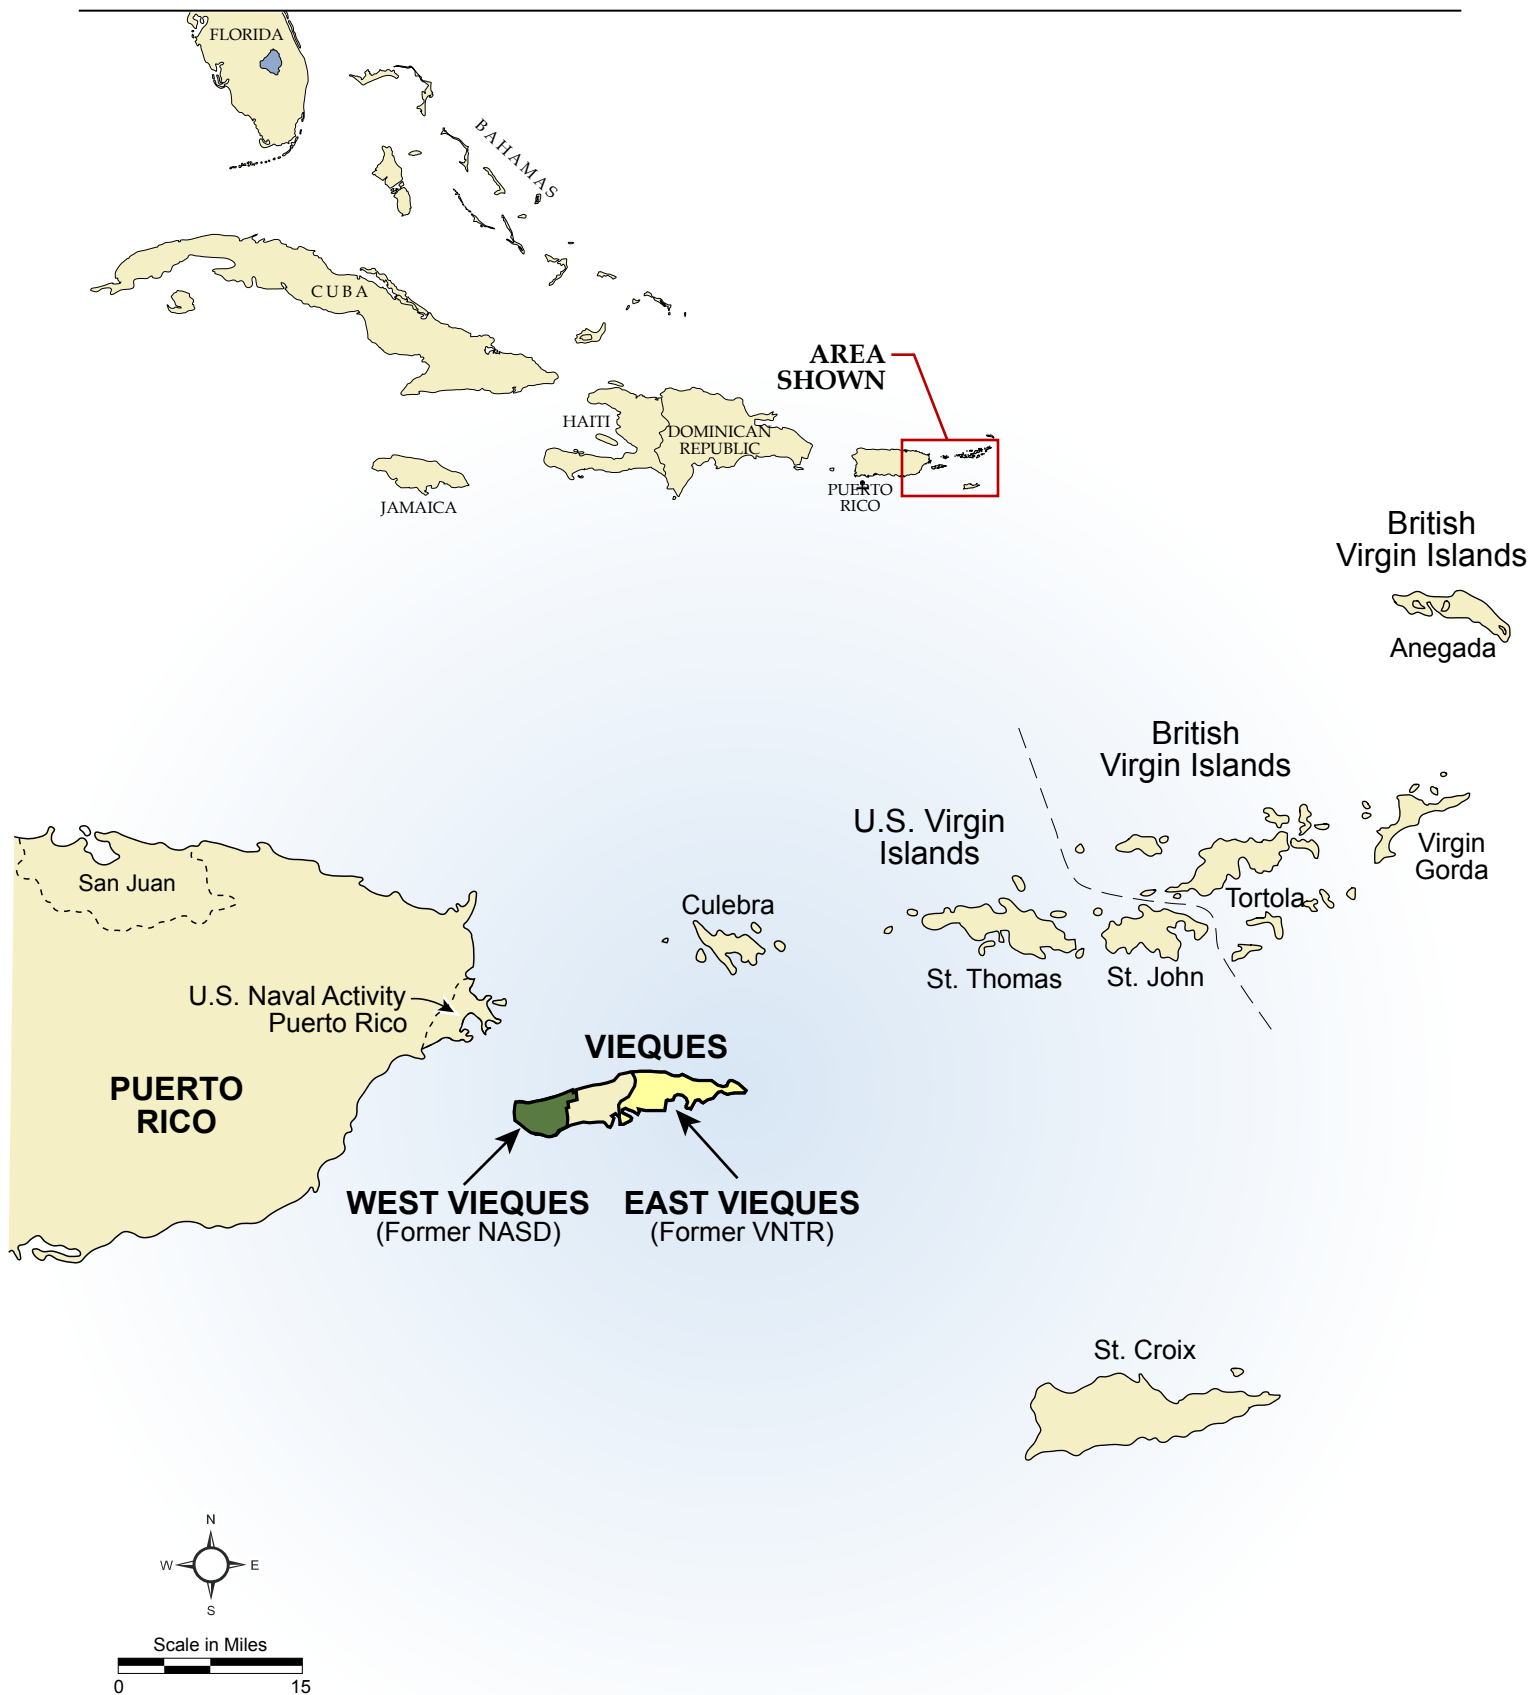 FLORIDA
BAHAMAS
CUBA
AREA
SHOWN
HAITI
DOMINICAN
REPUBLIC
JAMAICA
PUERTO
RICO
British
Virgin Islands
Anegada
British
Virgin Islands
U.S. Virgin
Islands
Virgin
Gorda
San Juan
Culebra
Tortola
St. Thomas
St. John
U.S. Naval Activity
Puerto Rico
VIEQUES
PUERTO
RICO
WEST VIEQUES
(Former NASD)
EAST VIEQUES
(Former VNTR)
St. Croix
N
W
E
S
Scale in Miles
0
15